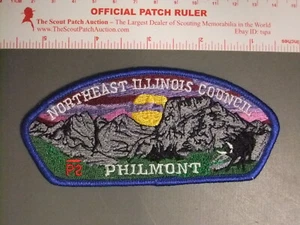 OFFICIAL PATCH RULER
The Scout Patch Auction - The Largest Dealer of Scouting Memorabilia in the World
www.TheScoutPatchAuction.com
Ebay ID
NORTHEAST ILLINOIS COUNCIL
PHILMONT